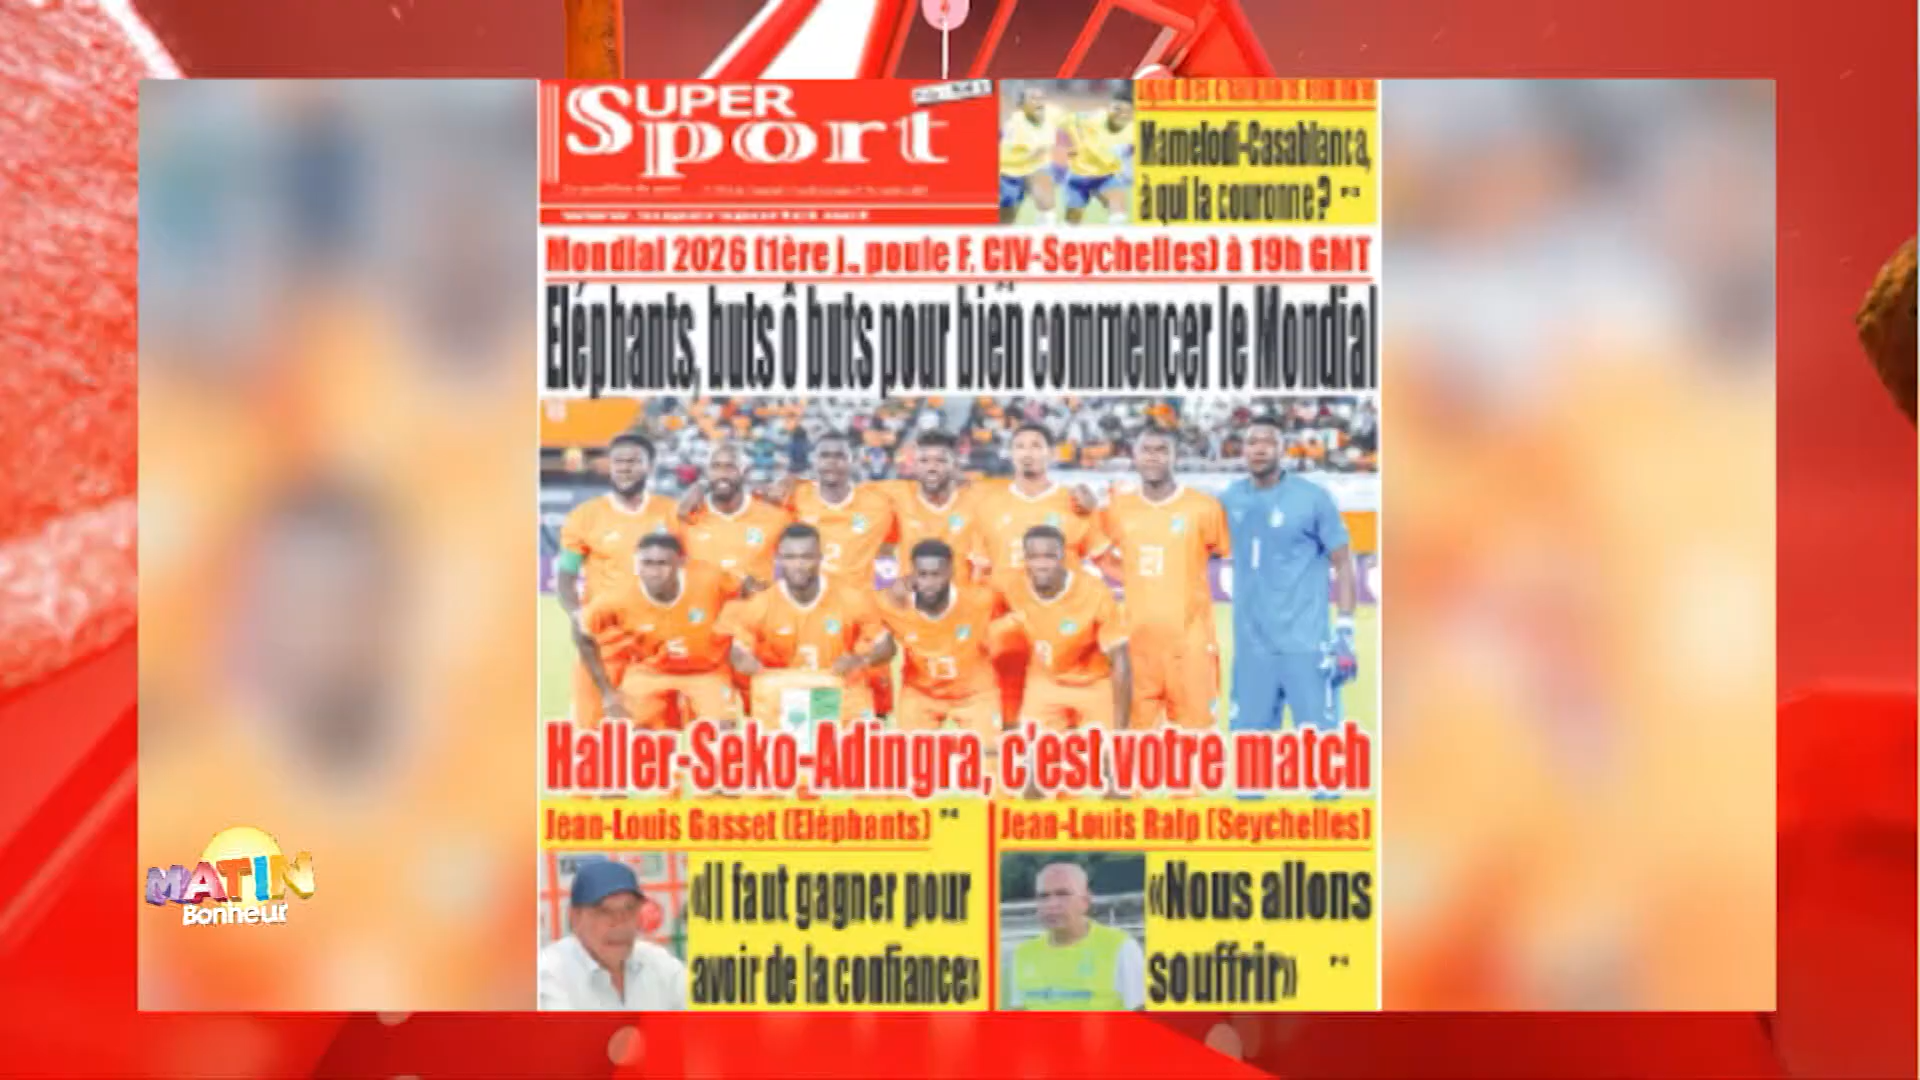 SUPER
Sport
Mamelodi-Casablanca,
à qui la couronne?
Mondial 2026 (1ère j., poule F. CIV-Seychelles) à 19h GMT
Eléphants, buts ô buts pour bien commencer le Mondial
Haller-Seko-Adingra, c'est votre match
Jean-Louis Gasset (Eléphants)
«Il faut gagner pour
avoir de la confiance»
Jean-Louis Ralp (Seychelles)
«Nous allons
souffrir»
MATIN
Bonheur